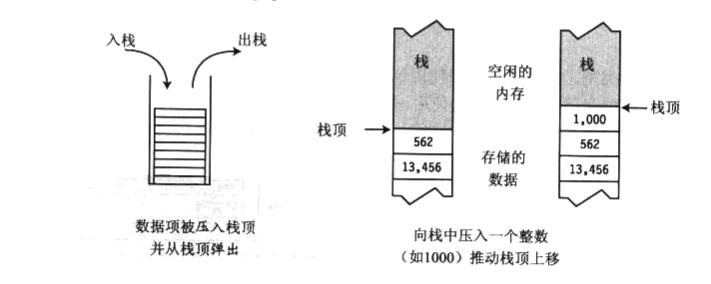 入栈
出栈
数据项被压入栈顶
并从栈顶弹出
栈
空闲的
内存
栈顶
562
13,456
存储的
数据
栈
栈顶
1,000
562
13,456
向栈中压入一个整数
（如1000）推动栈顶上移